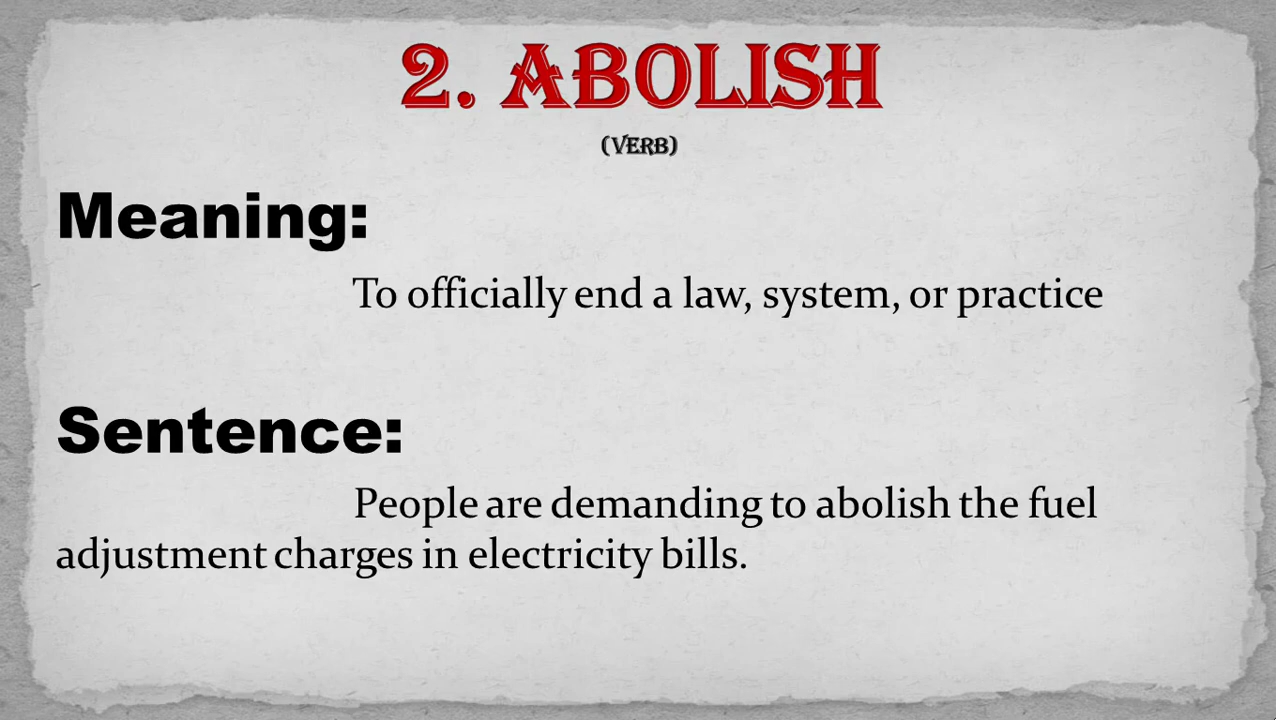 2. ABOLISH
(VERB)
Meaning:
To officially end a law, system, or practice
Sentence:
People are demanding to abolish the fuel
adjustment charges in electricity bills.